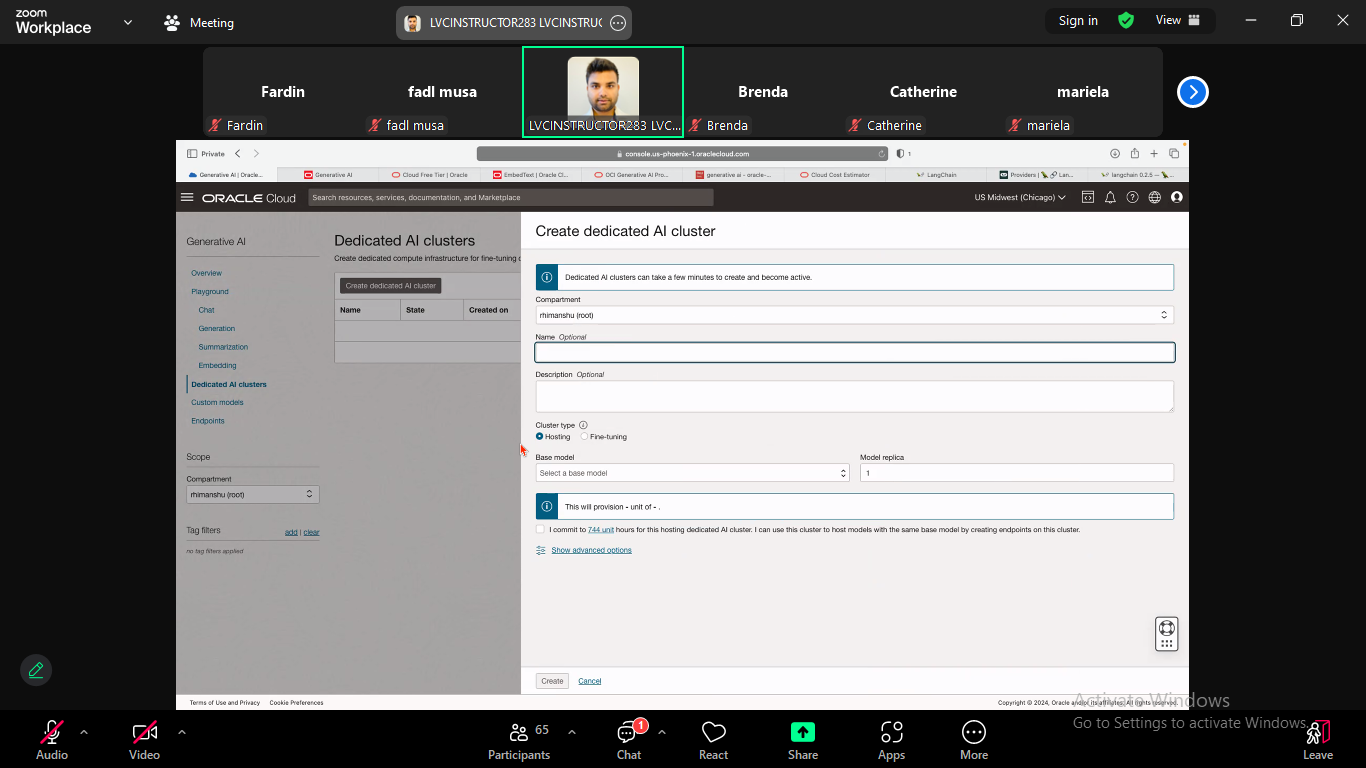 zoom
Workplace
Meeting
LVCINSTRUCTOR283 LVCINSTRUC
Sign in
View
Fardin
fadl musa
Brenda
Catherine
mariela
Fardin
fadl musa
LVCINSTRUCTOR283 LVC...
Brenda
Catherine
mariela
Private
console.us-phoenix-1.oraclecloud.com
1
Generative AI | Oracle...
Generative AI
Cloud Free Tier | Oracle
EmbedText | Oracle Cl...
OCI Generative AI Pro...
generative ai - oracle-...
Cloud Cost Estimator
LangChain
Providers | 🦜️🔗 Lan...
langchain 0.2.5 — 🦜...
ORACLE Cloud
Search resources, services, documentation, and Marketplace
US Midwest (Chicago)
Generative AI
Overview
Playground
Chat
Generation
Summarization
Embedding
Dedicated AI clusters
Custom models
Endpoints
Scope
Compartment
rhimanshu (root)
Tag filters
add | clear
no tag filters applied
Dedicated AI clusters
Create dedicated compute infrastructure for fine-tuning
Create dedicated AI cluster
Name State Created on
Create dedicated AI cluster
Dedicated AI clusters can take a few minutes to create and become active.
Compartment
rhimanshu (root)
Name Optional
Description Optional
Cluster type
Hosting Fine-tuning
Base model
Select a base model
Model replica
1
This will provision - unit of - .
I commit to 744 unit hours for this hosting dedicated AI cluster. I can use this cluster to host models with the same base model by creating endpoints on this cluster.
Show advanced options
Create Cancel
Terms of Use and Privacy Cookie Preferences
Copyright © 2024, Oracle and/or its affiliates. All rights reserved.
Activate Windows
Go to Settings to activate Windows.
Audio
Video
65
Participants
1
Chat
React
Share
Apps
More
Leave